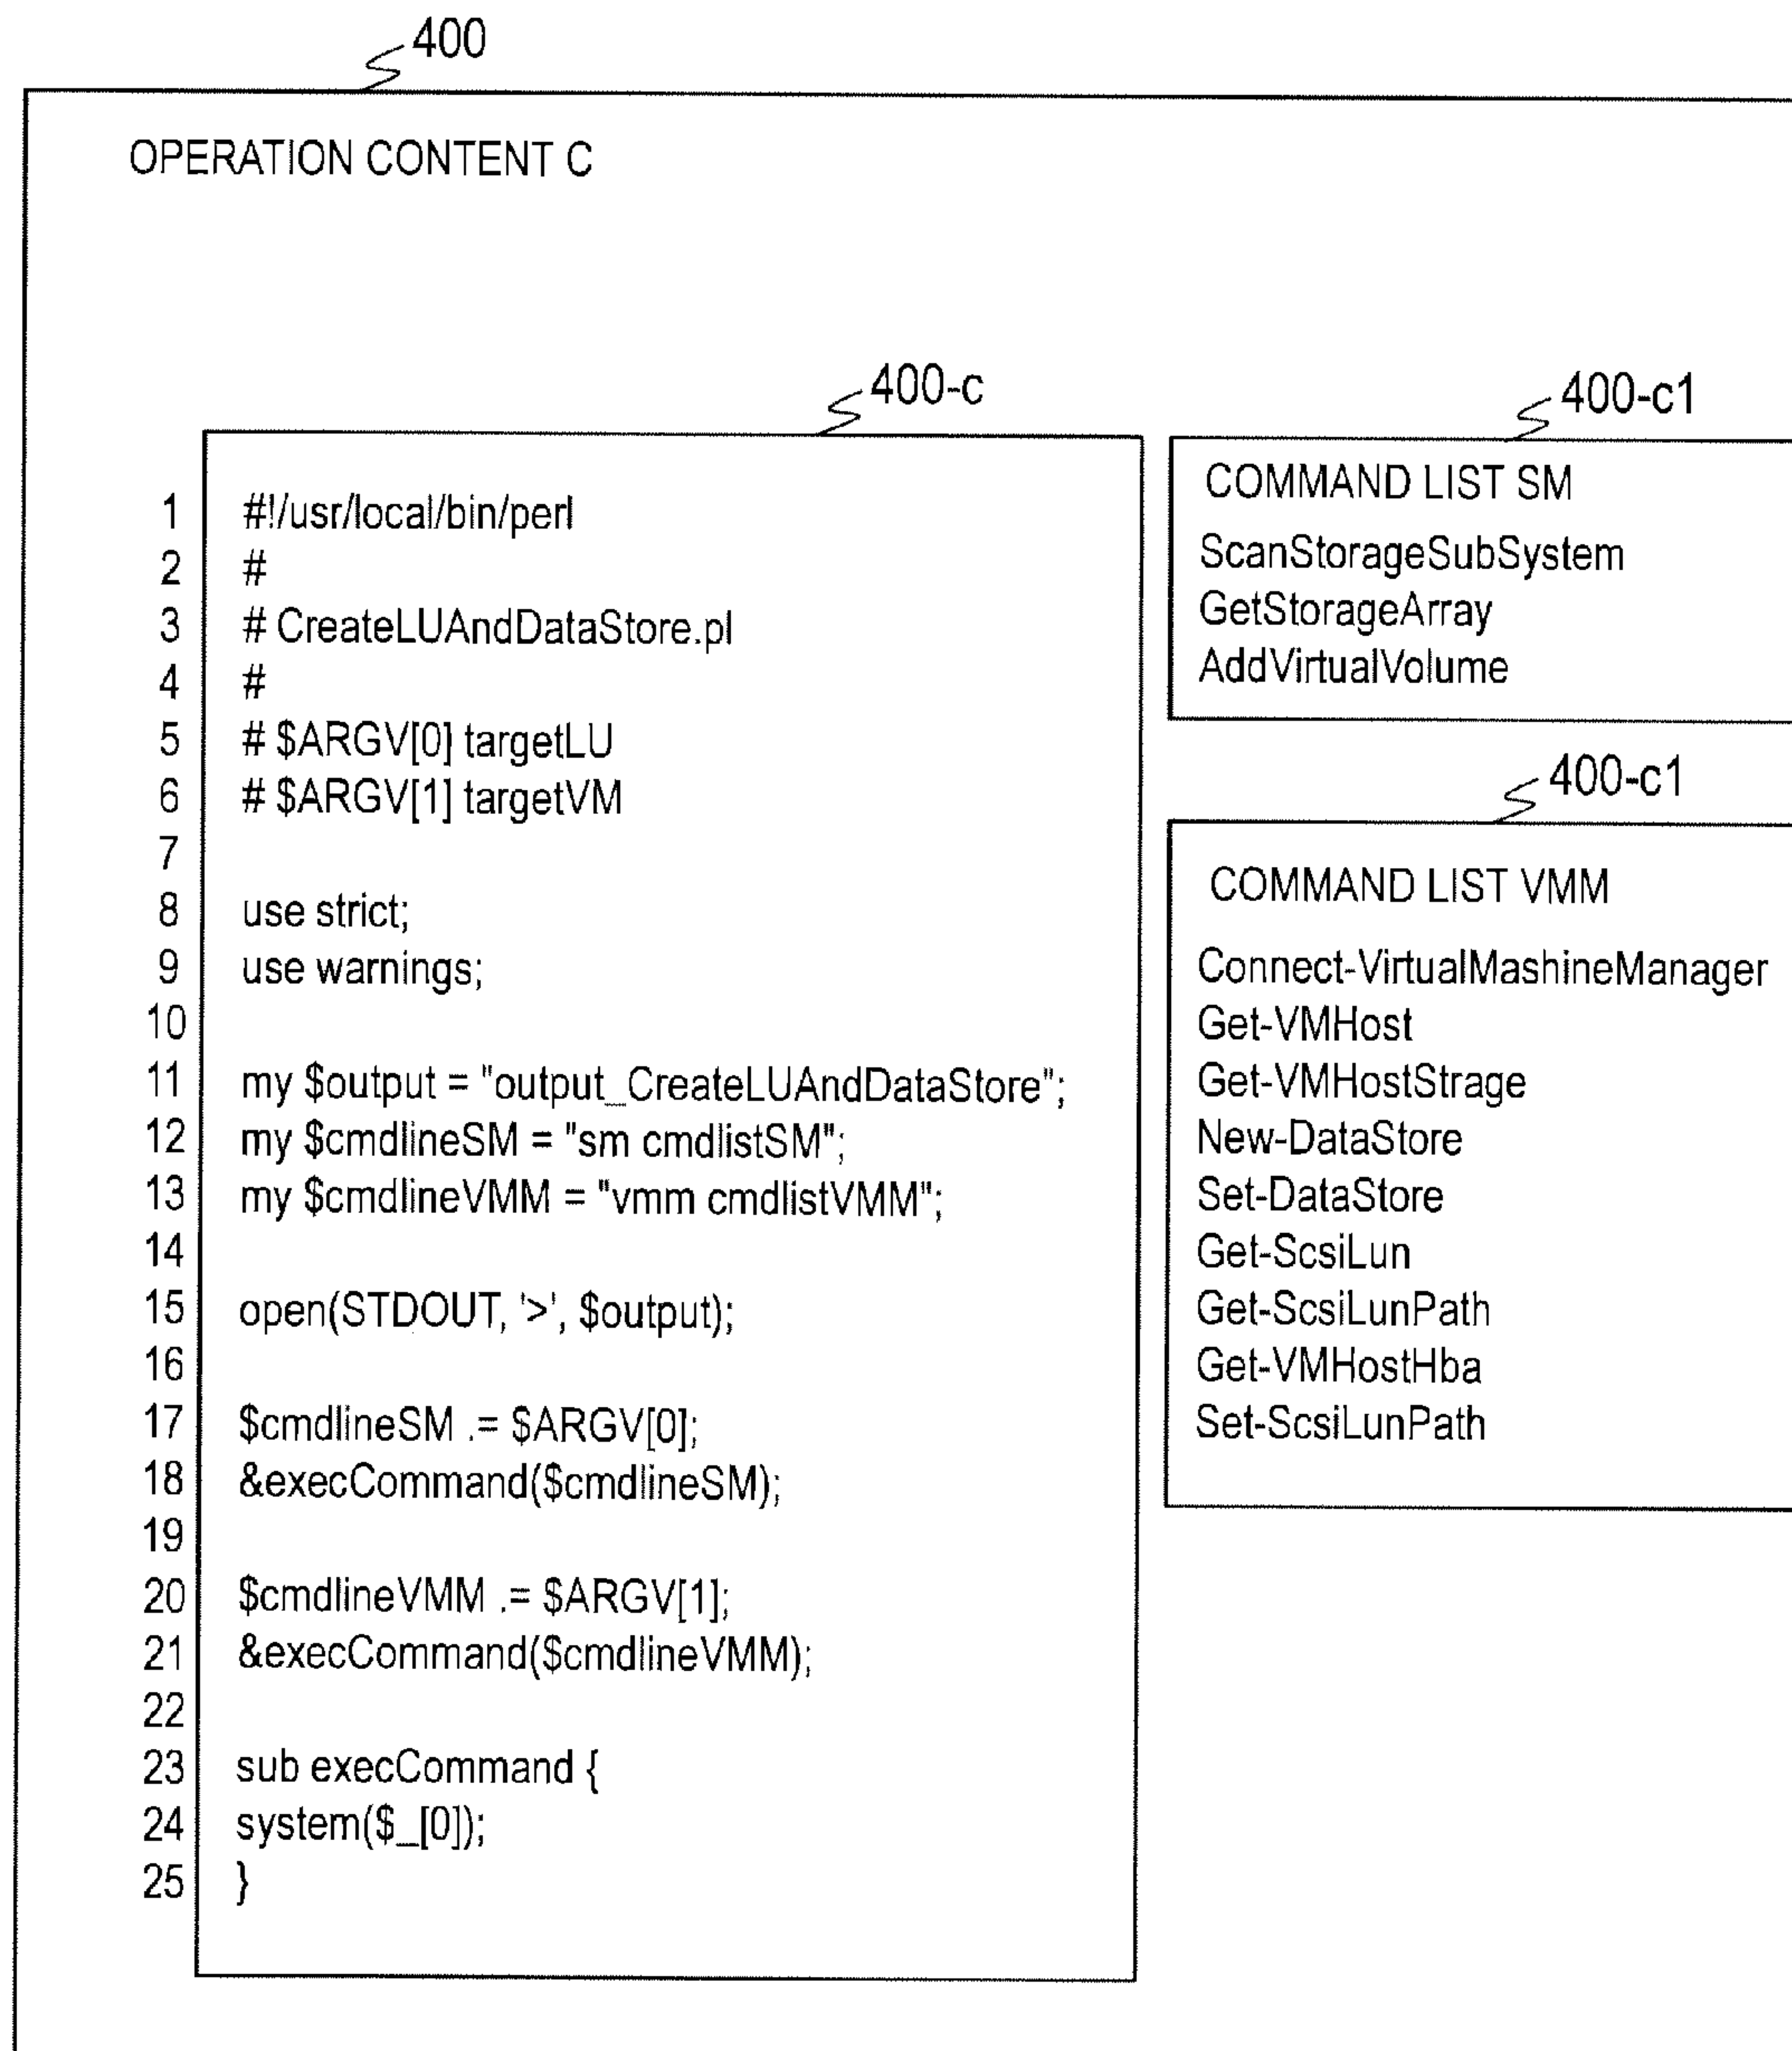 400
OPERATION CONTENT C
400-c
1 #!/usr/local/bin/perl
2 #
3 # CreateLUAndDataStore.pl
4 #
5 # $ARGV[0] targetLU
6 # $ARGV[1] targetVM
7
8 use strict;
9 use warnings;
10
11 my $output = "output_CreateLUAndDataStore";
12 my $cmdlineSM = "sm cmdlistSM";
13 my $cmdlineVMM = "vmm cmdlistVMM";
14
15 open(STDOUT, '>', $output);
16
17 $cmdlineSM .= $ARGV[0];
18 &execCommand($cmdlineSM);
19
20 $cmdlineVMM .= $ARGV[1];
21 &execCommand($cmdlineVMM);
22
23 sub execCommand {
24 system($_[0]);
25 }
400-c1
COMMAND LIST SM
ScanStorageSubSystem
GetStorageArray
AddVirtualVolume
400-c1
COMMAND LIST VMM
Connect-VirtualMashineManager
Get-VMHost
Get-VMHostStrage
New-DataStore
Set-DataStore
Get-ScsiLun
Get-ScsiLunPath
Get-VMHostHba
Set-ScsiLunPath